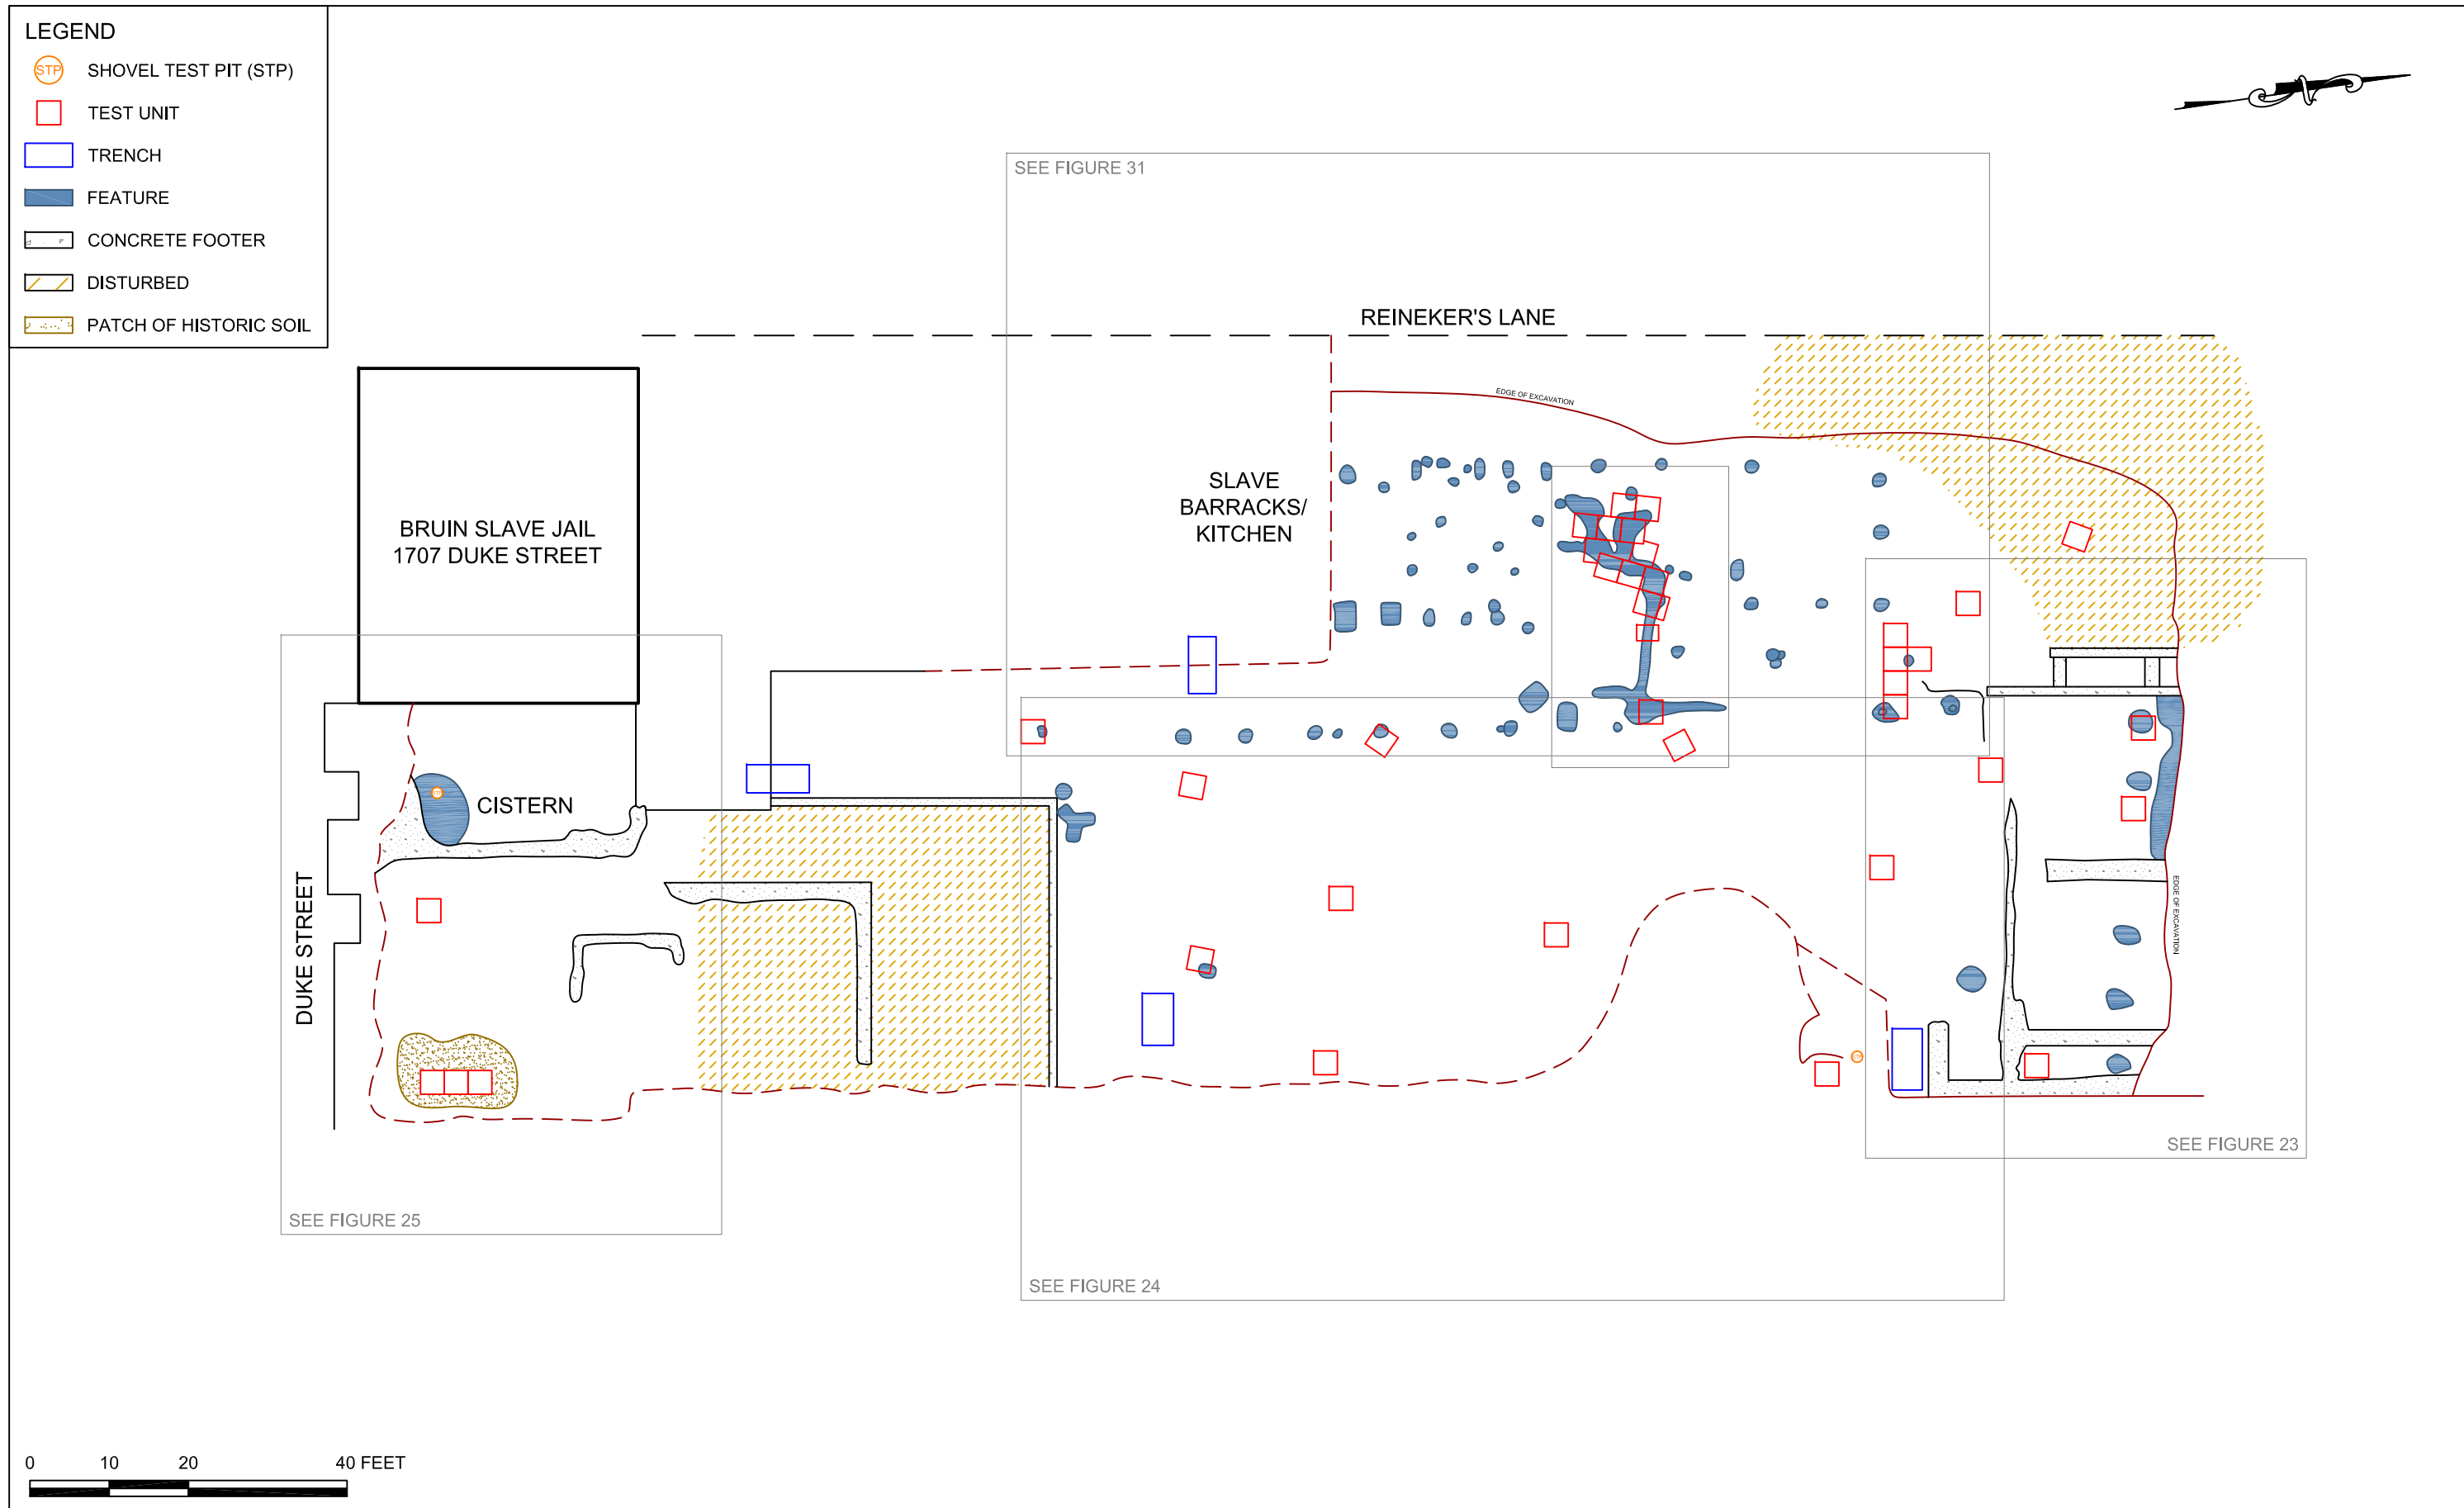 LEGEND
STP
SHOVEL TEST PIT (STP)
TEST UNIT
TRENCH
FEATURE
CONCRETE FOOTER
DISTURBED
PATCH OF HISTORIC SOIL
N
SEE FIGURE 31
REINEKER'S LANE
EDGE OF EXCAVATION
SLAVE
BARRACKS/
KITCHEN
BRUIN SLAVE JAIL
1707 DUKE STREET
CISTERN
DUKE STREET
EDGE OF EXCAVATION
SEE FIGURE 23
SEE FIGURE 25
SEE FIGURE 24
0 10 20 40 FEET